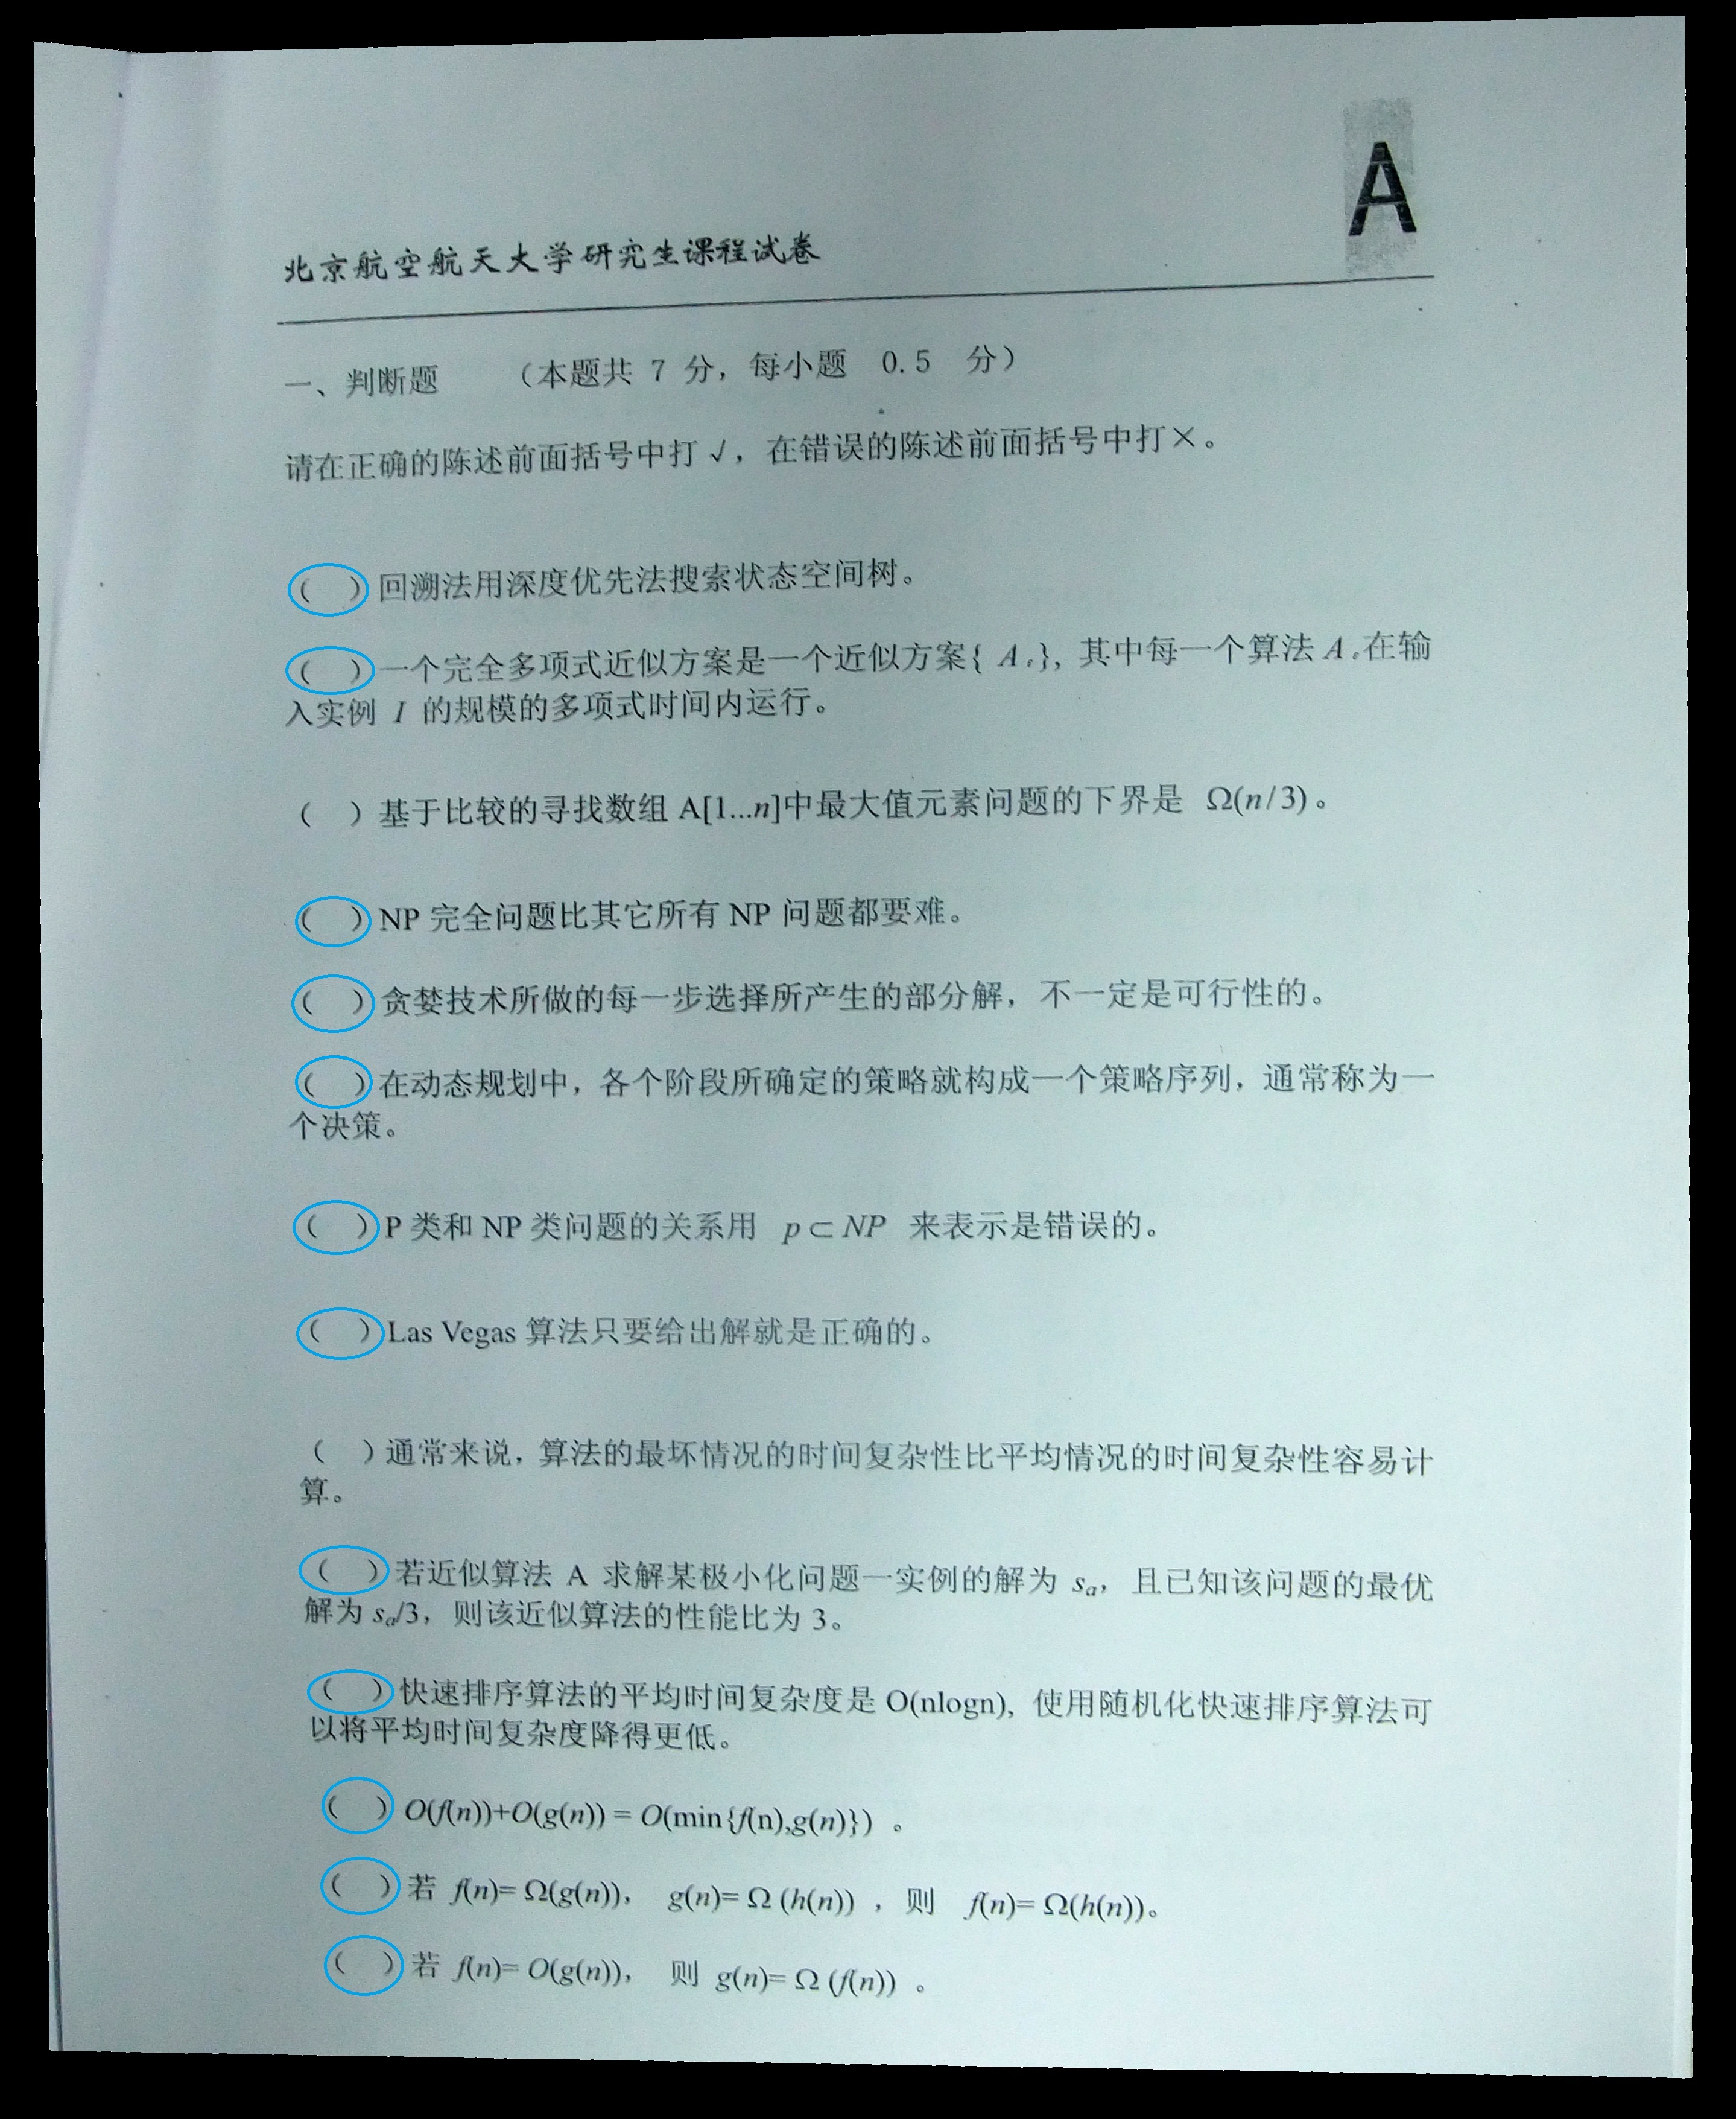 A
北京航空航天大学研究生课程试卷
一、判断题 （本题共 7 分，每小题 0.5 分）
请在正确的陈述前面括号中打√，在错误的陈述前面括号中打×。
（ ）回溯法用深度优先法搜索状态空间树。
（ ）一个完全多项式近似方案是一个近似方案{ A }，其中每一个算法 A 在输
入实例 I 的规模的多项式时间内运行。
（ ）基于比较的寻找数组 A[1...n]中最大值元素问题的下界是 Ω(n/3)。
（ ）NP 完全问题比其它所有 NP 问题都要难。
（ ）贪婪技术所做的每一步选择所产生的部分解，不一定是可行性的。
（ ）在动态规划中，各个阶段所确定的策略就构成一个策略序列，通常称为一
个决策。
（ ）P 类和 NP 类问题的关系用 p⊂NP 来表示是错误的。
（ ）Las Vegas 算法只要给出解就是正确的。
（ ）通常来说，算法的最坏情况的时间复杂性比平均情况的时间复杂性容易计
算。
（ ）若近似算法 A 求解某极小化问题一实例的解为 Sa，且已知该问题的最优
解为 Sa/3，则该近似算法的性能比为 3。
（ ）快速排序算法的平均时间复杂度是 O(nlogn)，使用随机化快速排序算法可
以将平均时间复杂度降得更低。
（ ）O(f(n))+O(g(n)) = O(min{f(n),g(n)}) 。
（ ）若 f(n)= Ω(g(n))， g(n)= Ω (h(n)) ，则 f(n)= Ω(h(n))。
（ ）若 f(n)= O(g(n))， 则 g(n)= Ω (f(n)) 。